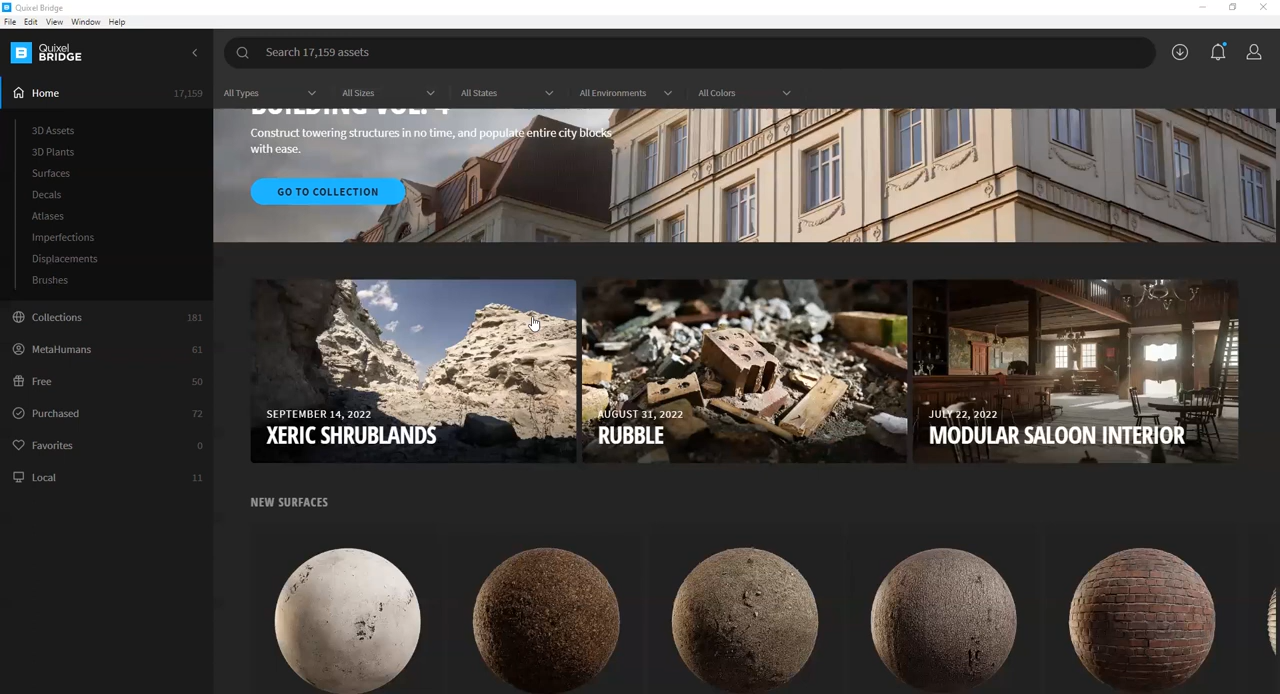 Quixel Bridge
File Edit View Window Help
Quixel
BRIDGE
Search 17,159 assets
Home 17,159
3D Assets
3D Plants
Surfaces
Decals
Atlases
Imperfections
Displacements
Brushes
Collections 181
MetaHumans 61
Free 50
Purchased 72
Favorites 0
Local 11
All Types All Sizes All States All Environments All Colors
BUILDING VOL. 4
Construct towering structures in no time, and populate entire city blocks
with ease.
GO TO COLLECTION
SEPTEMBER 14, 2022
XERIC SHRUBLANDS
AUGUST 31, 2022
RUBBLE
JULY 22, 2022
MODULAR SALOON INTERIOR
NEW SURFACES